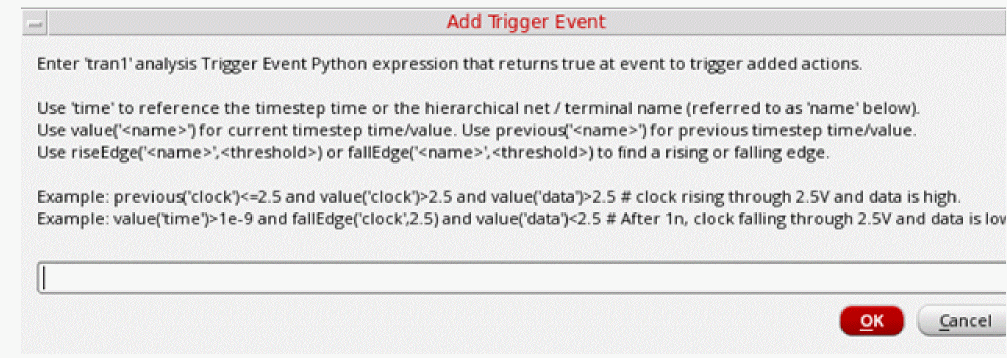 Add Trigger Event
Enter 'tran1' analysis Trigger Event Python expression that returns true at event to trigger added actions.
Use 'time' to reference the timestep time or the hierarchical net / terminal name (referred to as 'name' below).
Use value('<name>') for current timestep time/value. Use previous('<name>') for previous timestep time/value.
Use riseEdge('<name>',<threshold>) or fallEdge('<name>',<threshold>) to find a rising or falling edge.
Example: previous('clock')<=2.5 and value('clock')>2.5 and value('data')>2.5 # clock rising through 2.5V and data is high.
Example: value('time')>1e-9 and fallEdge('clock',2.5) and value('data')<2.5 # After 1n, clock falling through 2.5V and data is low
OK Cancel